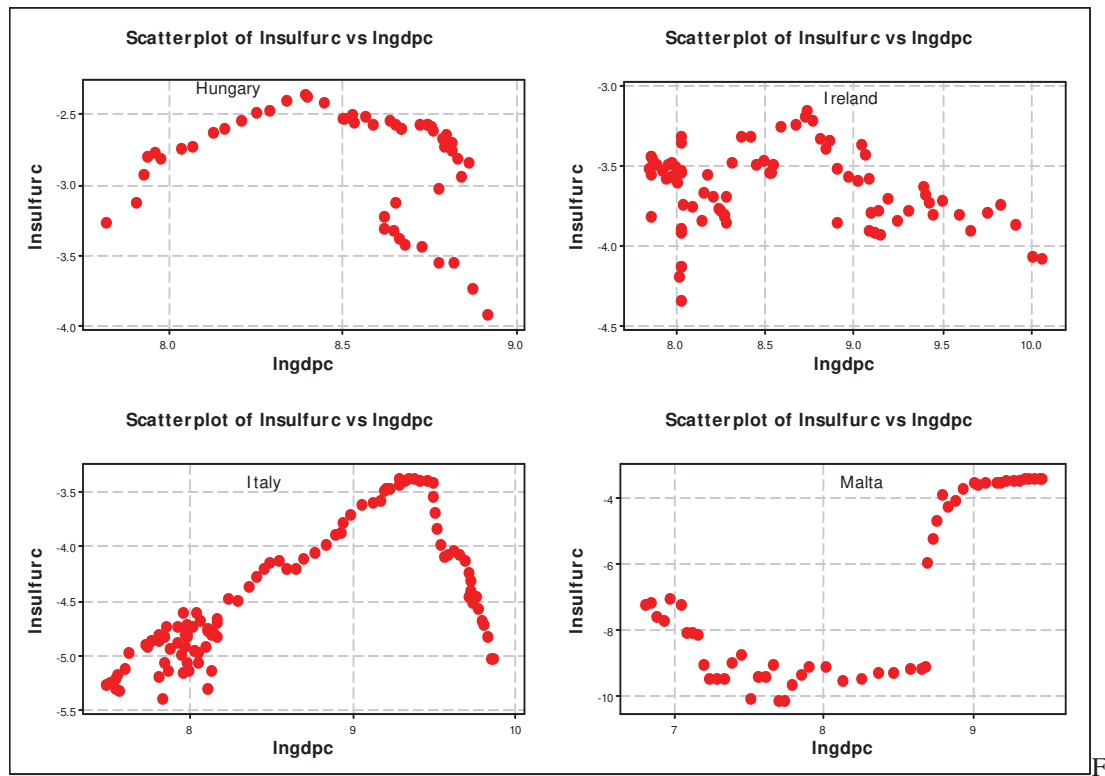 Scatterplot of lnsulfurc vs lngdpc
Hungary
lnsulfurc
-2.5
-3.0
-3.5
-4.0
8.0 8.5 9.0
lngdpc
Scatterplot of lnsulfurc vs lngdpc
Ireland
lnsulfurc
-3.0
-3.5
-4.0
-4.5
8.0 8.5 9.0 9.5 10.0
lngdpc
Scatterplot of lnsulfurc vs lngdpc
Italy
lnsulfurc
-3.5
-4.0
-4.5
-5.0
-5.5
8 9 10
lngdpc
Scatterplot of lnsulfurc vs lngdpc
Malta
lnsulfurc
-4
-6
-8
-10
7 8 9
lngdpc
F